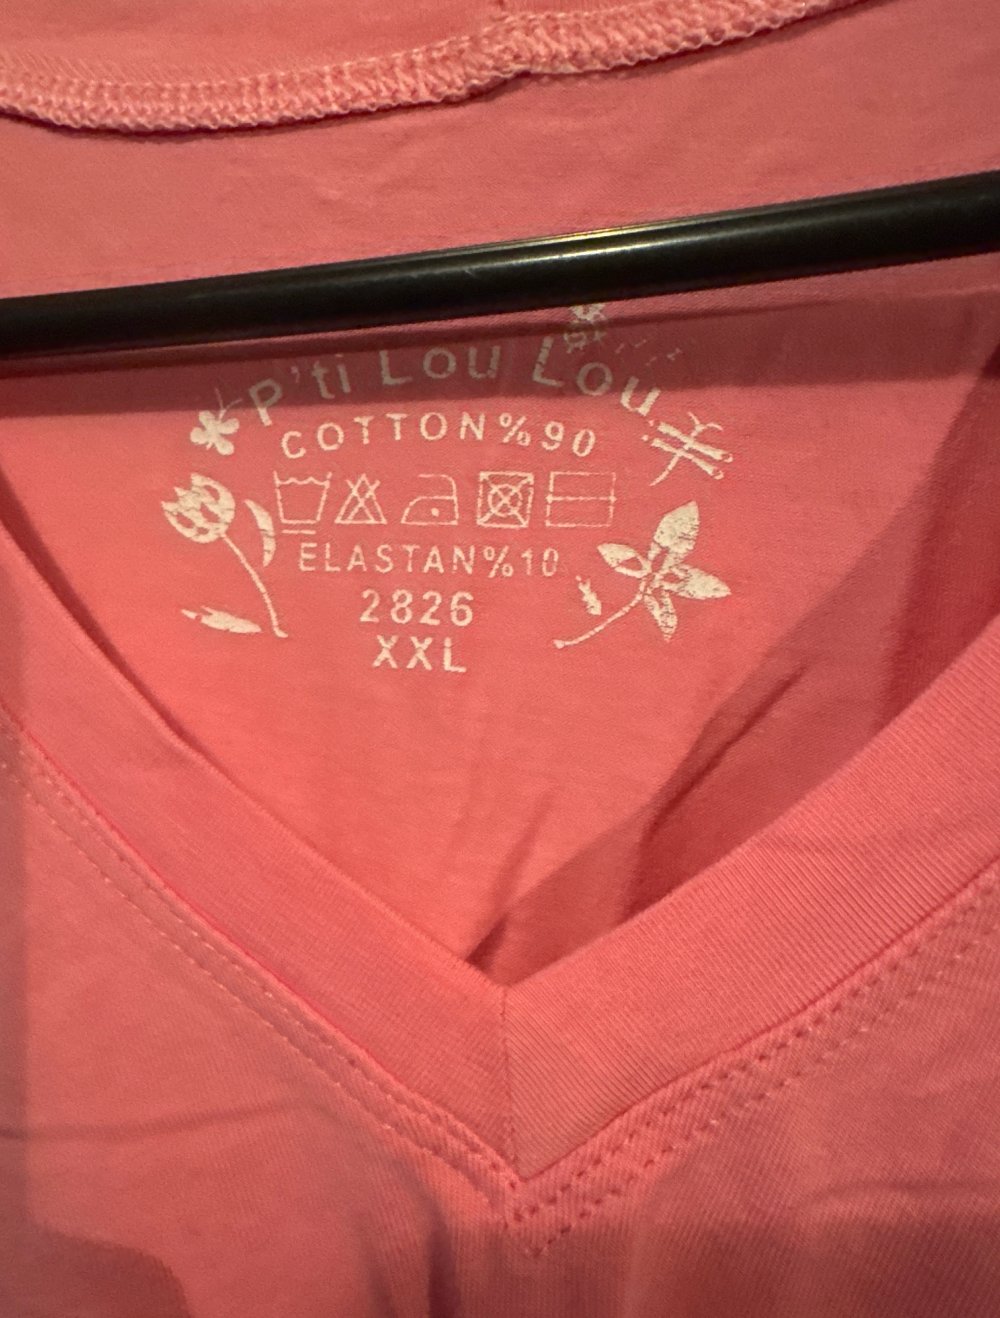 P'ti Lou Lou
COTTON%90
ELASTAN%10
2826
XXL